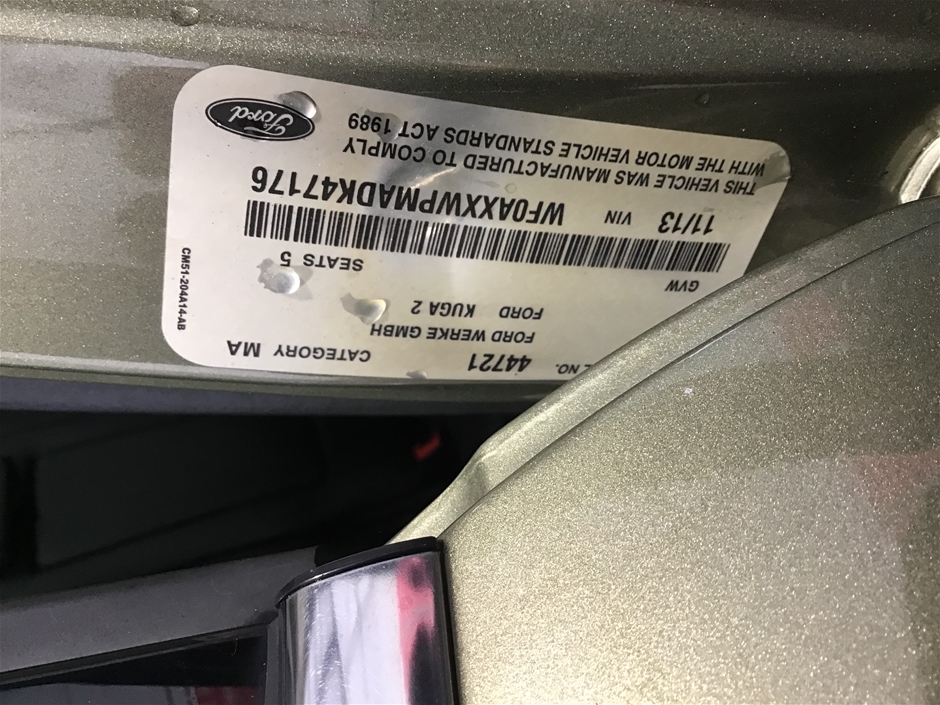 …E NO. 44721 CATEGORY MA
FORD WERKE GMBH
FORD KUGA 2
GVW SEATS 5
11/13 VIN WF0AXXWPMADK47176
THIS VEHICLE WAS MANUFACTURED TO COMPLY
WITH THE MOTOR VEHICLE STANDARDS ACT 1989
Ford
CM51-204A14-AB